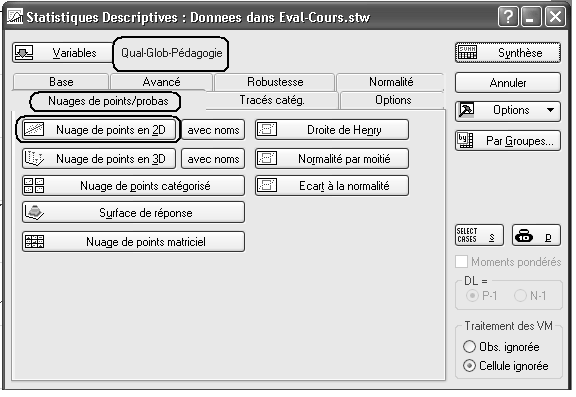 Statistiques Descriptives : Donnees dans Eval-Cours.stw
Variables
Qual-Glob-Pédagogie
Synthèse
Base
Avancé
Robustesse
Normalité
Annuler
Nuages de points/probas
Tracés catég.
Options
Options
Nuage de points en 2D
avec noms
Droite de Henry
Par Groupes...
Nuage de points en 3D
avec noms
Normalité par moitié
Nuage de points catégorisé
Ecart à la normalité
Surface de réponse
Nuage de points matriciel
SELECT CASES S
D
Moments pondérés
DL =
P-1
N-1
Traitement des VM
Obs. ignorée
Cellule ignorée